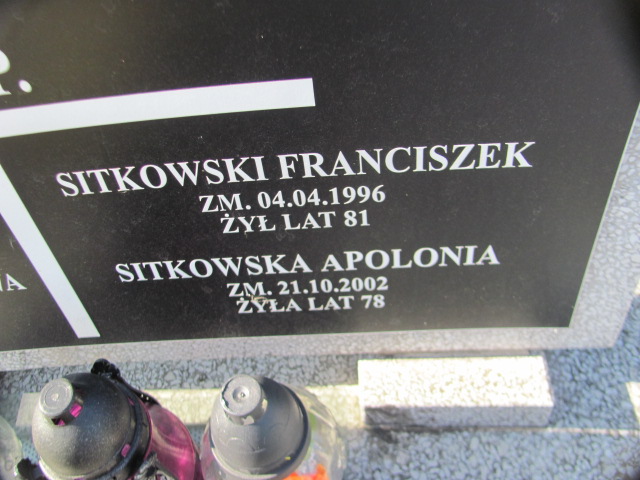 SITKOWSKI FRANCISZEK
ZM. 04.04.1996
ŻYŁ LAT 81
SITKOWSKA APOLONIA
ZM. 21.10.2002
ŻYŁA LAT 78